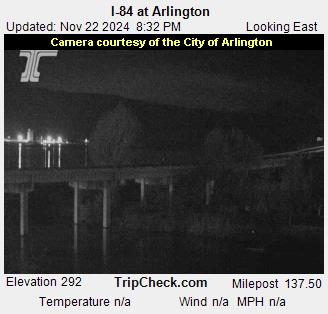 I-84 at Arlington
Updated: Nov 22 2024 8:32 PM Looking East
Camera courtesy of the City of Arlington
Elevation 292 TripCheck.com Milepost 137.50
Temperature n/a Wind n/a MPH n/a